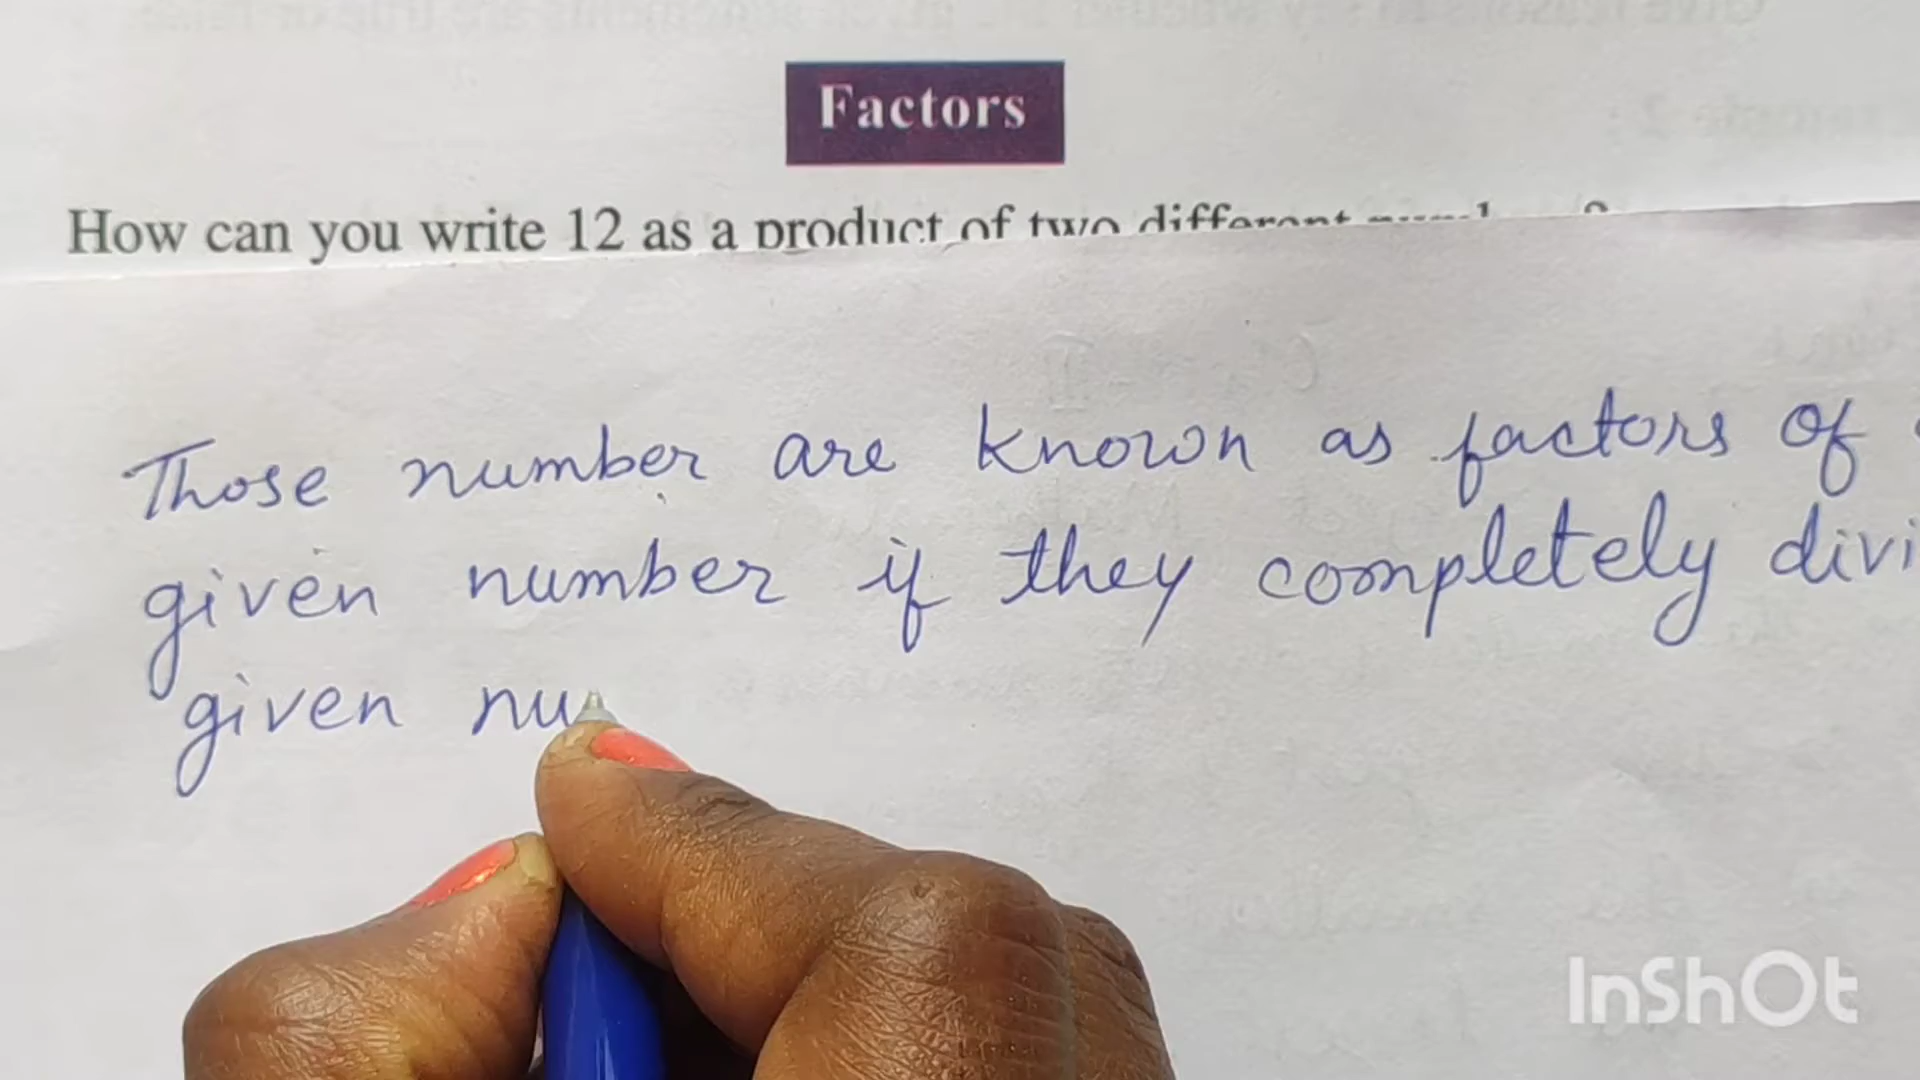 Factors
How can you write 12 as a product of two different
Those number are known as factors of
given number if they completely divi
given nu
InShOt